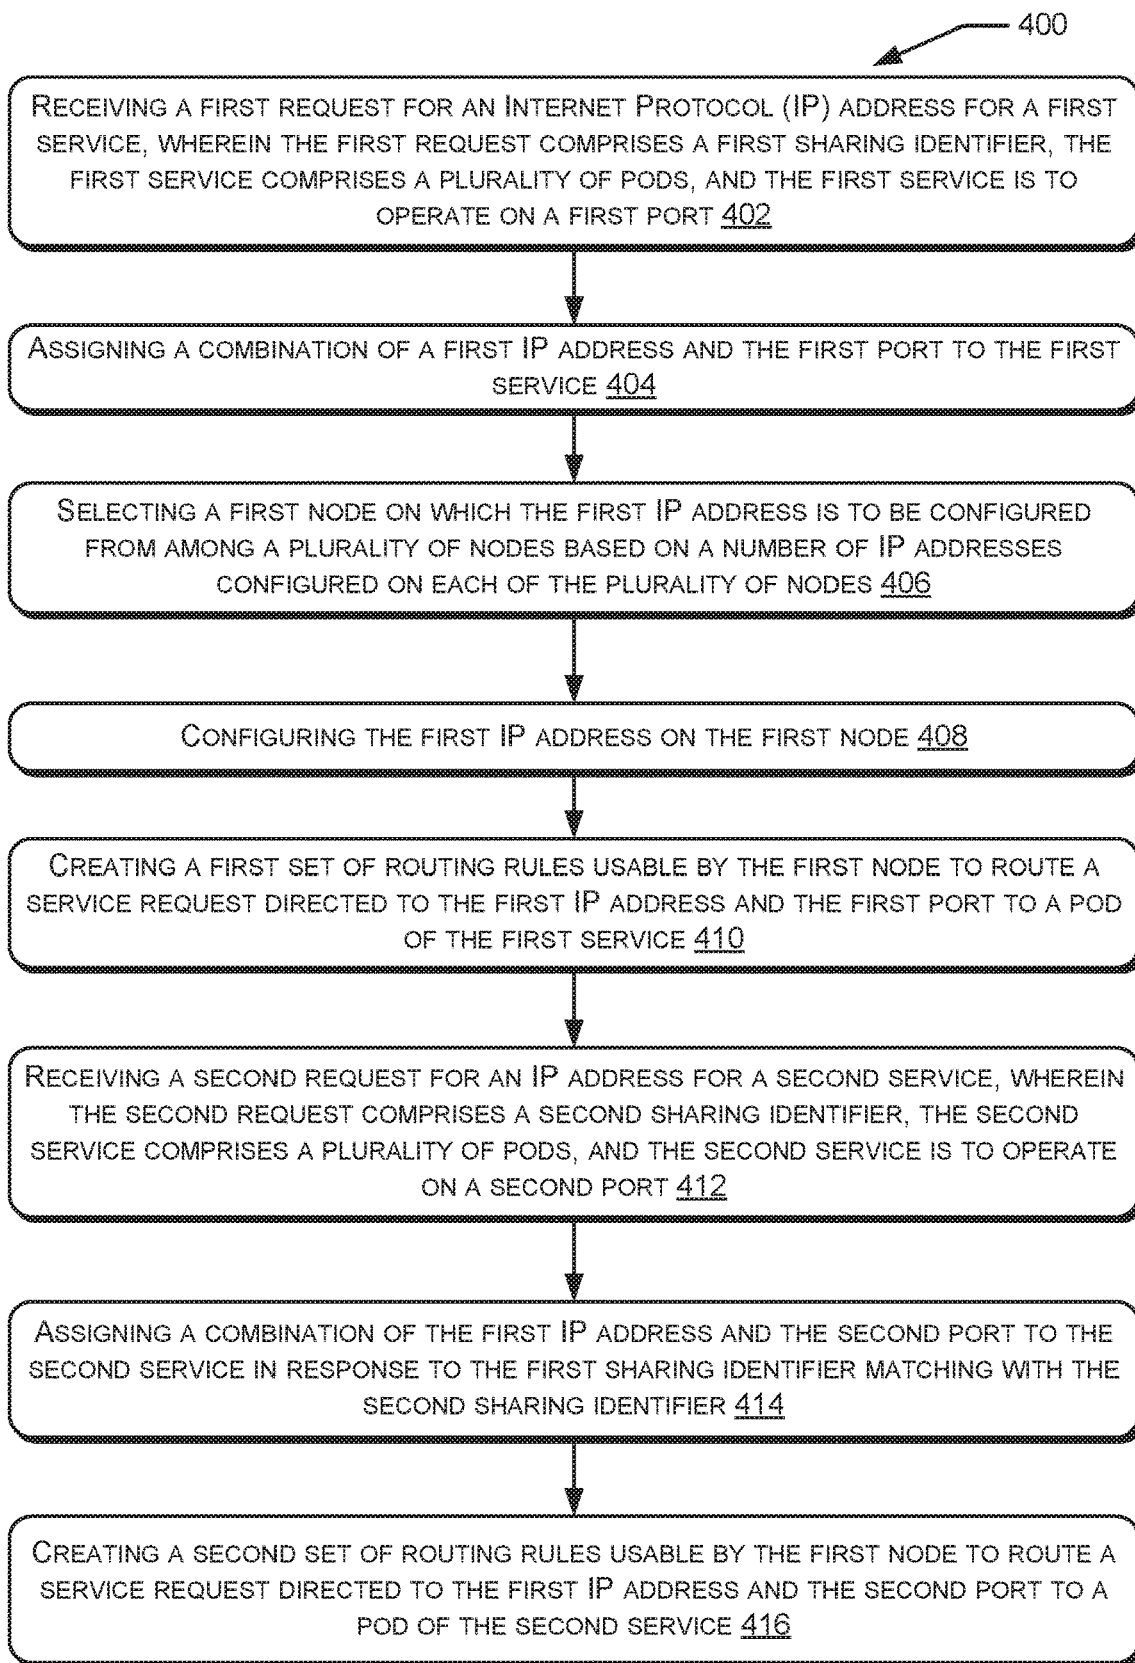 400
RECEIVING A FIRST REQUEST FOR AN INTERNET PROTOCOL (IP) ADDRESS FOR A FIRST
SERVICE, WHEREIN THE FIRST REQUEST COMPRISES A FIRST SHARING IDENTIFIER, THE
FIRST SERVICE COMPRISES A PLURALITY OF PODS, AND THE FIRST SERVICE IS TO
OPERATE ON A FIRST PORT 402
ASSIGNING A COMBINATION OF A FIRST IP ADDRESS AND THE FIRST PORT TO THE FIRST
SERVICE 404
SELECTING A FIRST NODE ON WHICH THE FIRST IP ADDRESS IS TO BE CONFIGURED
FROM AMONG A PLURALITY OF NODES BASED ON A NUMBER OF IP ADDRESSES
CONFIGURED ON EACH OF THE PLURALITY OF NODES 406
CONFIGURING THE FIRST IP ADDRESS ON THE FIRST NODE 408
CREATING A FIRST SET OF ROUTING RULES USABLE BY THE FIRST NODE TO ROUTE A
SERVICE REQUEST DIRECTED TO THE FIRST IP ADDRESS AND THE FIRST PORT TO A POD
OF THE FIRST SERVICE 410
RECEIVING A SECOND REQUEST FOR AN IP ADDRESS FOR A SECOND SERVICE, WHEREIN
THE SECOND REQUEST COMPRISES A SECOND SHARING IDENTIFIER, THE SECOND
SERVICE COMPRISES A PLURALITY OF PODS, AND THE SECOND SERVICE IS TO OPERATE
ON A SECOND PORT 412
ASSIGNING A COMBINATION OF THE FIRST IP ADDRESS AND THE SECOND PORT TO THE
SECOND SERVICE IN RESPONSE TO THE FIRST SHARING IDENTIFIER MATCHING WITH THE
SECOND SHARING IDENTIFIER 414
CREATING A SECOND SET OF ROUTING RULES USABLE BY THE FIRST NODE TO ROUTE A
SERVICE REQUEST DIRECTED TO THE FIRST IP ADDRESS AND THE SECOND PORT TO A
POD OF THE SECOND SERVICE 416